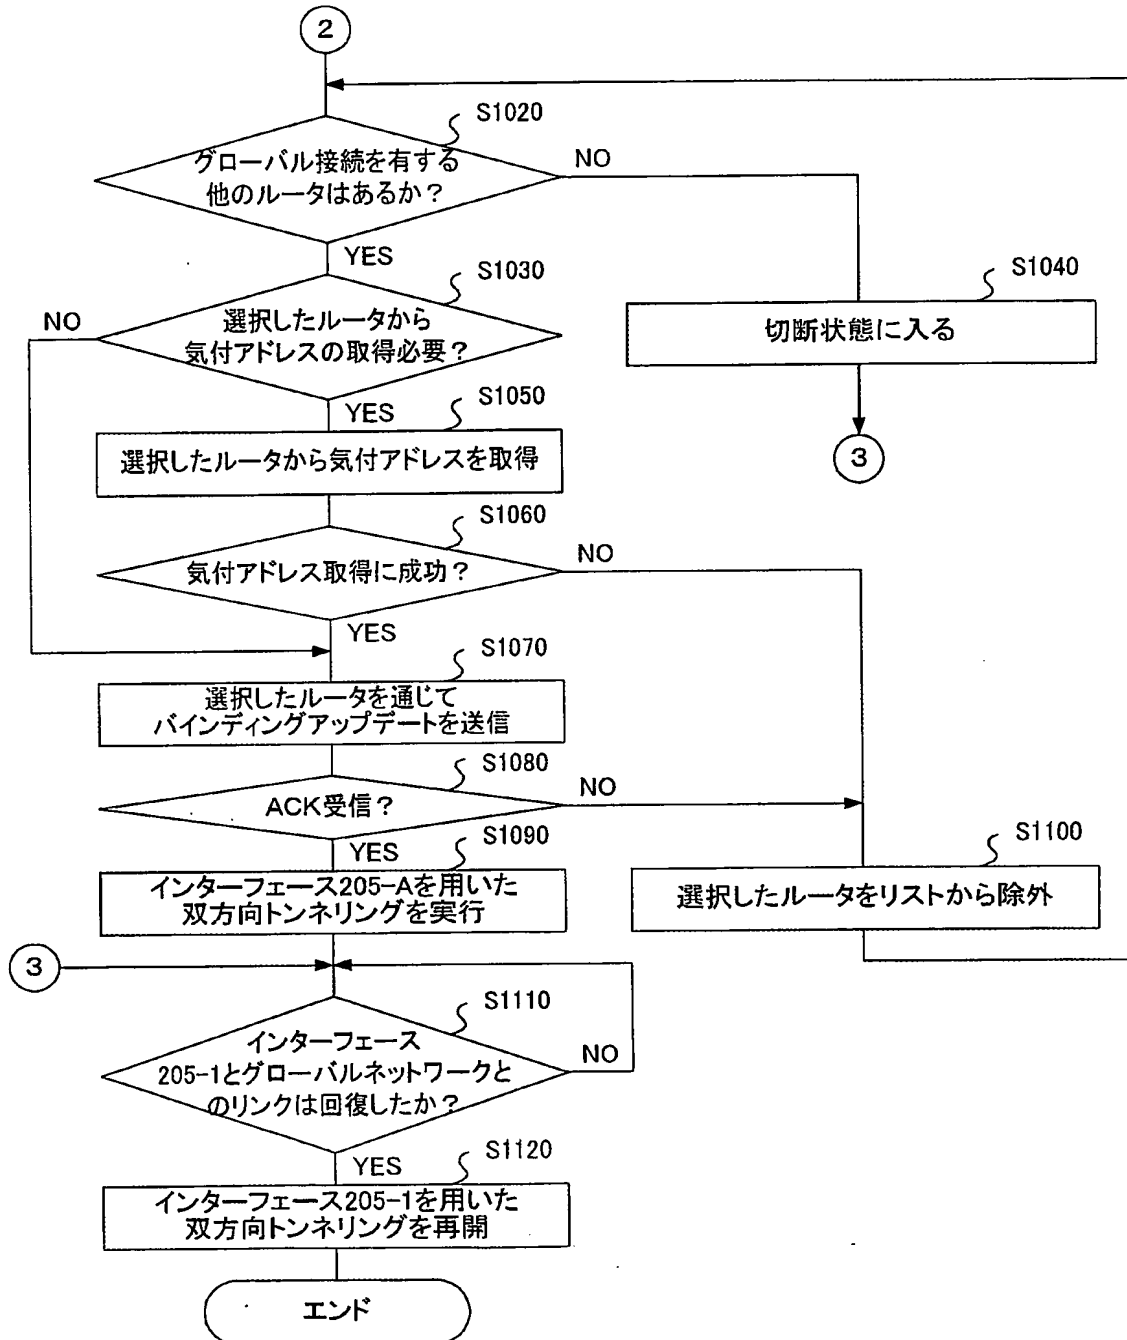 2
S1020
グローバル接続を有する
他のルータはあるか?
NO
YES
S1030
選択したルータから
気付アドレスの取得必要?
NO
S1040
切断状態に入る
3
YES
S1050
選択したルータから気付アドレスを取得
S1060
気付アドレス取得に成功?
NO
YES
S1070
選択したルータを通じて
バインディングアップデートを送信
S1080
ACK受信?
NO
YES
S1090
インターフェース205-Aを用いた
双方向トンネリングを実行
S1100
選択したルータをリストから除外
3
S1110
インターフェース
205-1とグローバルネットワークと
のリンクは回復したか?
NO
YES
S1120
インターフェース205-1を用いた
双方向トンネリングを再開
エンド